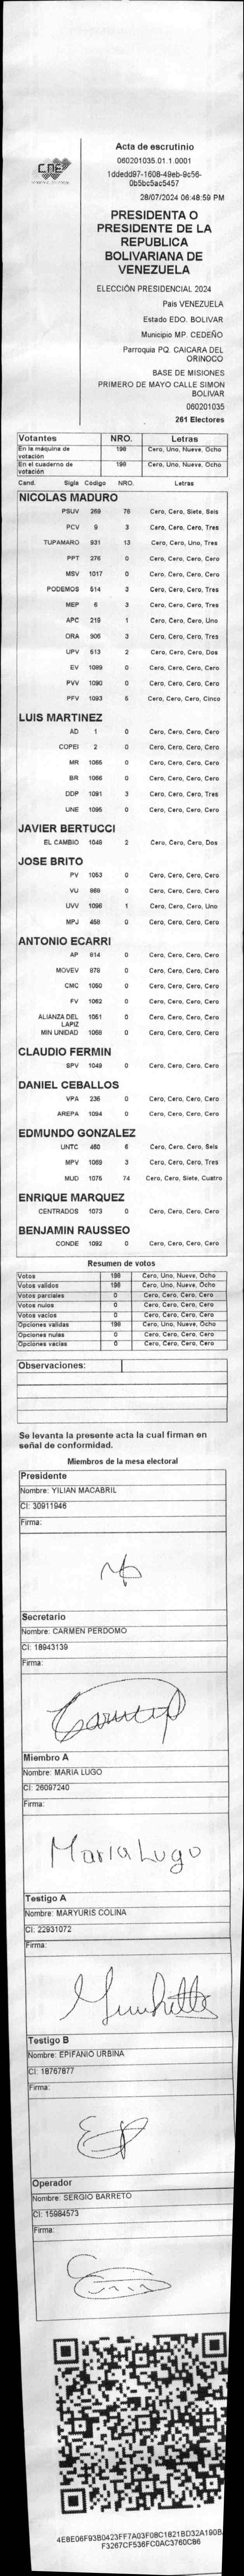 CNE
Acta de escrutinio
060201035.01.1.0001
1ddedd97-1608-49eb-9c56-
0b5bc5ac5457
28/07/2024 06:48:59 PM
PRESIDENTA O
PRESIDENTE DE LA
REPUBLICA
BOLIVARIANA DE
VENEZUELA
ELECCIÓN PRESIDENCIAL 2024
Pais VENEZUELA
Estado EDO. BOLIVAR
Municipio MP. CEDEÑO
Parroquia PQ. CAICARA DEL
ORINOCO
BASE DE MISIONES
PRIMERO DE MAYO CALLE SIMON
BOLIVAR
060201035
261 Electores
Votantes NRO. Letras
En la máquina de votación 198 Cero, Uno, Nueve, Ocho
En el cuaderno de votación 198 Cero, Uno, Nueve, Ocho
Cand. Sigla Codigo NRO. Letras
NICOLAS MADURO
PSUV 269 76 Cero, Cero, Siete, Seis
PCV 9 3 Cero, Cero, Cero, Tres
TUPAMARO 931 13 Cero, Cero, Uno, Tres
PPT 276 0 Cero, Cero, Cero, Cero
MSV 1017 0 Cero, Cero, Cero, Cero
PODEMOS 514 3 Cero, Cero, Cero, Tres
MEP 6 3 Cero, Cero, Cero, Tres
APC 219 1 Cero, Cero, Cero, Uno
ORA 906 3 Cero, Cero, Cero, Tres
UPV 513 2 Cero, Cero, Cero, Dos
EV 1089 0 Cero, Cero, Cero, Cero
PVV 1090 0 Cero, Cero, Cero, Cero
PFV 1093 5 Cero, Cero, Cero, Cinco
LUIS MARTINEZ
AD 1 0 Cero, Cero, Cero, Cero
COPEI 2 0 Cero, Cero, Cero, Cero
MR 1065 0 Cero, Cero, Cero, Cero
BR 1066 0 Cero, Cero, Cero, Cero
DDP 1091 3 Cero, Cero, Cero, Tres
UNE 1095 0 Cero, Cero, Cero, Cero
JAVIER BERTUCCI
EL CAMBIO 1048 2 Cero, Cero, Cero, Dos
JOSE BRITO
PV 1053 0 Cero, Cero, Cero, Cero
VU 869 0 Cero, Cero, Cero, Cero
UVV 1096 1 Cero, Cero, Cero, Uno
MPJ 458 0 Cero, Cero, Cero, Cero
ANTONIO ECARRI
AP 814 0 Cero, Cero, Cero, Cero
MOVEV 878 0 Cero, Cero, Cero, Cero
CMC 1050 0 Cero, Cero, Cero, Cero
FV 1062 0 Cero, Cero, Cero, Cero
ALIANZA DEL LAPIZ 1051 0 Cero, Cero, Cero, Cero
MIN UNIDAD 1068 0 Cero, Cero, Cero, Cero
CLAUDIO FERMIN
SPV 1049 0 Cero, Cero, Cero, Cero
DANIEL CEBALLOS
VPA 236 0 Cero, Cero, Cero, Cero
AREPA 1094 0 Cero, Cero, Cero, Cero
EDMUNDO GONZALEZ
UNTC 460 6 Cero, Cero, Cero, Seis
MPV 1069 3 Cero, Cero, Cero, Tres
MUD 1075 74 Cero, Cero, Siete, Cuatro
ENRIQUE MARQUEZ
CENTRADOS 1073 0 Cero, Cero, Cero, Cero
BENJAMIN RAUSSEO
CONDE 1092 0 Cero, Cero, Cero, Cero
Resumen de votos
Votos 198 Cero, Uno, Nueve, Ocho
Votos validos 198 Cero, Uno, Nueve, Ocho
Votos parciales 0 Cero, Cero, Cero, Cero
Votos nulos 0 Cero, Cero, Cero, Cero
Votos vacios 0 Cero, Cero, Cero, Cero
Opciones validas 198 Cero, Uno, Nueve, Ocho
Opciones nulas 0 Cero, Cero, Cero, Cero
Opciones vacias 0 Cero, Cero, Cero, Cero
Observaciones:
Se levanta la presente acta la cual firman en
señal de conformidad.
Miembros de la mesa electoral
Presidente
Nombre: YILIAN MACABRIL
CI: 30911946
Firma:
Secretario
Nombre: CARMEN PERDOMO
CI: 18943139
Firma:
Miembro A
Nombre: MARIA LUGO
CI: 26097240
Firma:
Maria Lugo
Testigo A
Nombre: MARYURIS COLINA
CI: 22931072
Firma:
Testigo B
Nombre: EPIFANIO URBINA
CI: 18767877
Firma:
Operador
Nombre: SERGIO BARRETO
CI: 15984573
Firma:
4E8E06F93B0423FF7A03F08C1821BD32A190B
F3267CF536FC0AC3760C86